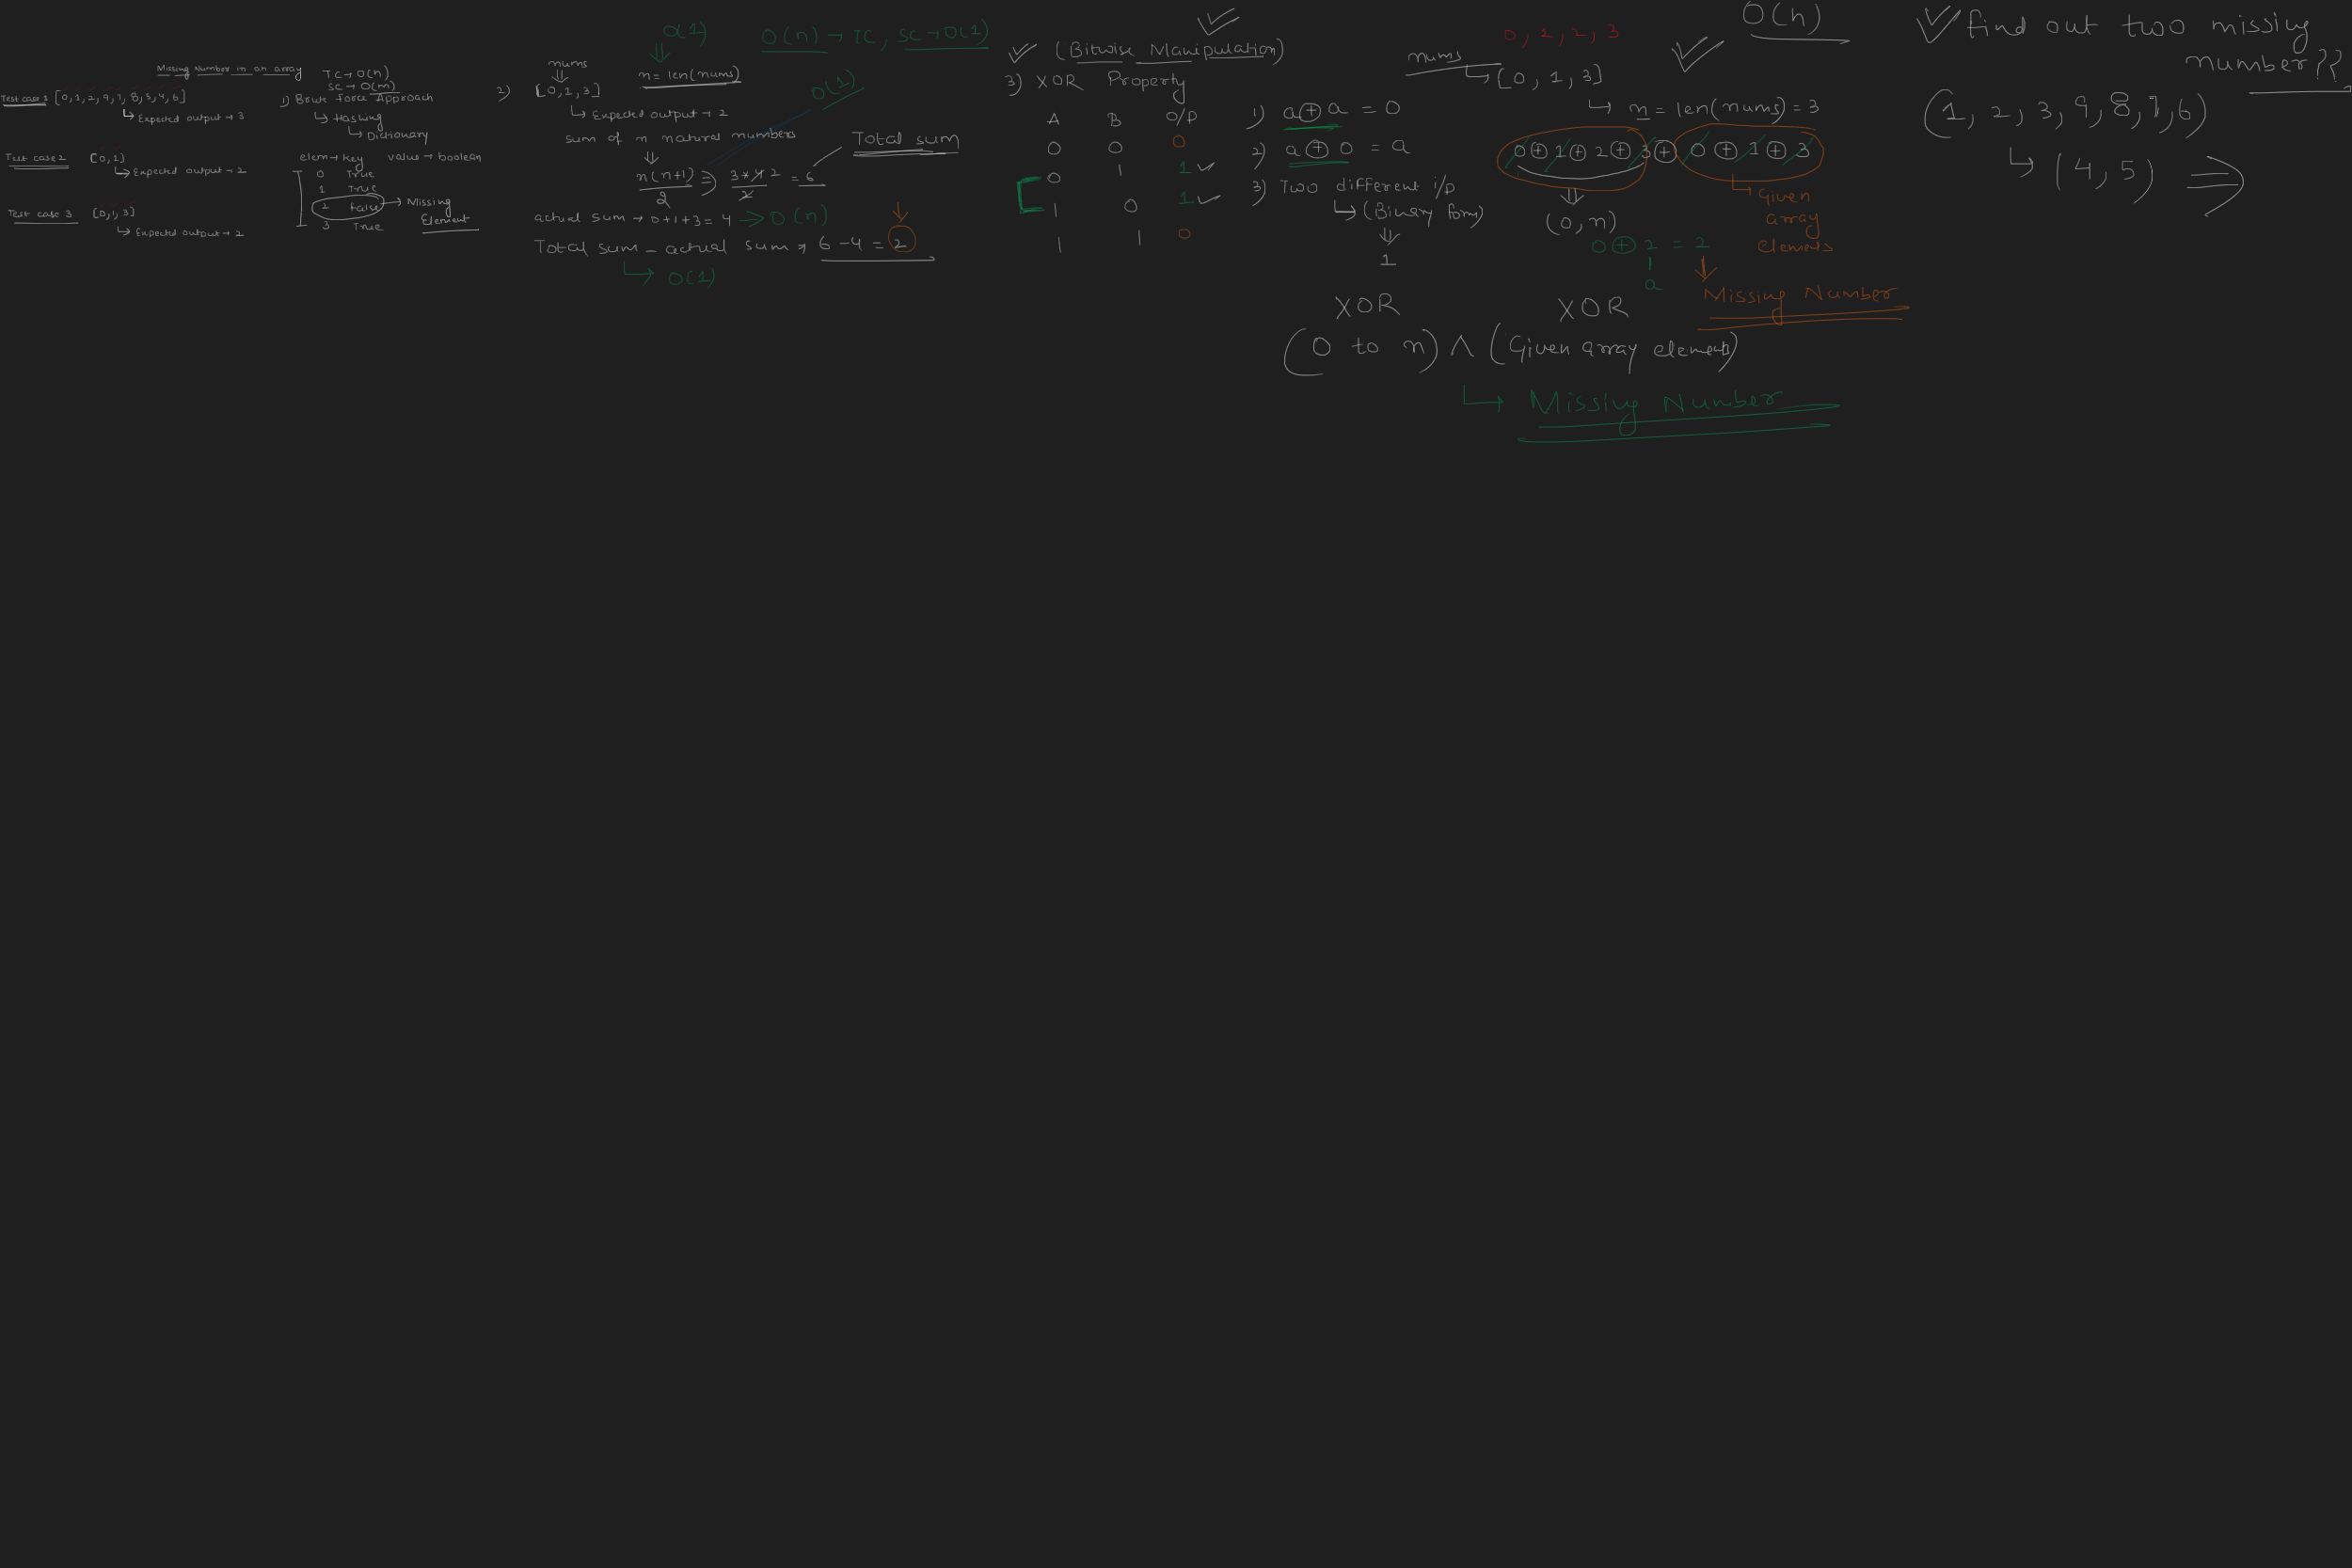 Missing Number in an array
Test case 1 [0,1,2,9,7,8,5,4,6]
↳ Expected output → 3
Test case 2 [0,1]
↳ Expected output → 2
Test case 3 [0,1,3]
↳ Expected output → 2
TC → O(n)
SC → O(n)
1) Brute force Approach
↳ Hashing
↳ Dictionary
elem → key value → boolean
0 True
1 True
2 False → Missing Element
3 True
2) nums
[0,1,3]
↳ Expected output → 2
O(1)
n = len(nums)
O(n) → TC, SC → O(1)
O(1)
sum of n natural numbers
n(n+1)/2 ⇒ 3*4 2/2 = 6
Total sum
actual sum → 0+1+3 = 4 → O(n)
Total sum - actual sum → 6-4 = 2
↳ O(1)
(Bitwise Manipulation)
3) XOR Property
A B O/P
0 0 0
0 1 1
1 0 1
1 1 0
1) a ⊕ a = 0
2) a ⊕ 0 = a
3) Two different i/p
↳ (Binary form)
1
nums
↳ [0, 1, 3]
0, 1, 2, 3
O(n)
↳ n = len(nums) = 3
0 ⊕ 1 ⊕ 2 ⊕ 3 ⊕ 0 ⊕ 1 ⊕ 3
(0, n)
↳ Given
array
elements
0 ⊕ 2 = 2
a
Missing Number
XOR XOR
(0 to n) ^ (Given array element)
↳ Missing Number
find out two missing
number??
(1, 2, 3, 9, 8, 7, 6)
↳ (4, 5) ⇒